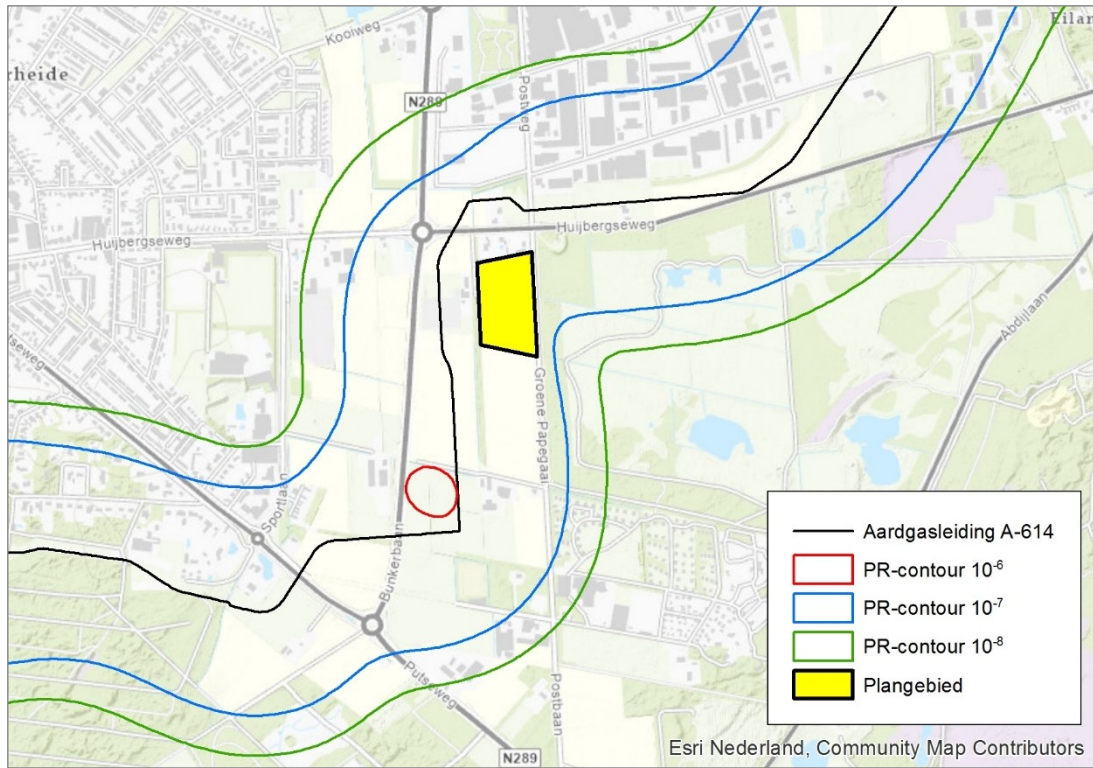 Kooiweg
Eilan
rheide
N289
Postweg
Huijbergseweg
Huijbergseweg
Abdijlaan
utseweg
Groene Papegaai
Sportlaan
Bunkerbaan
Putseweg
Postbaan
N289
Aardgasleiding A-614
PR-contour 10⁻⁶
PR-contour 10⁻⁷
PR-contour 10⁻⁸
Plangebied
Esri Nederland, Community Map Contributors